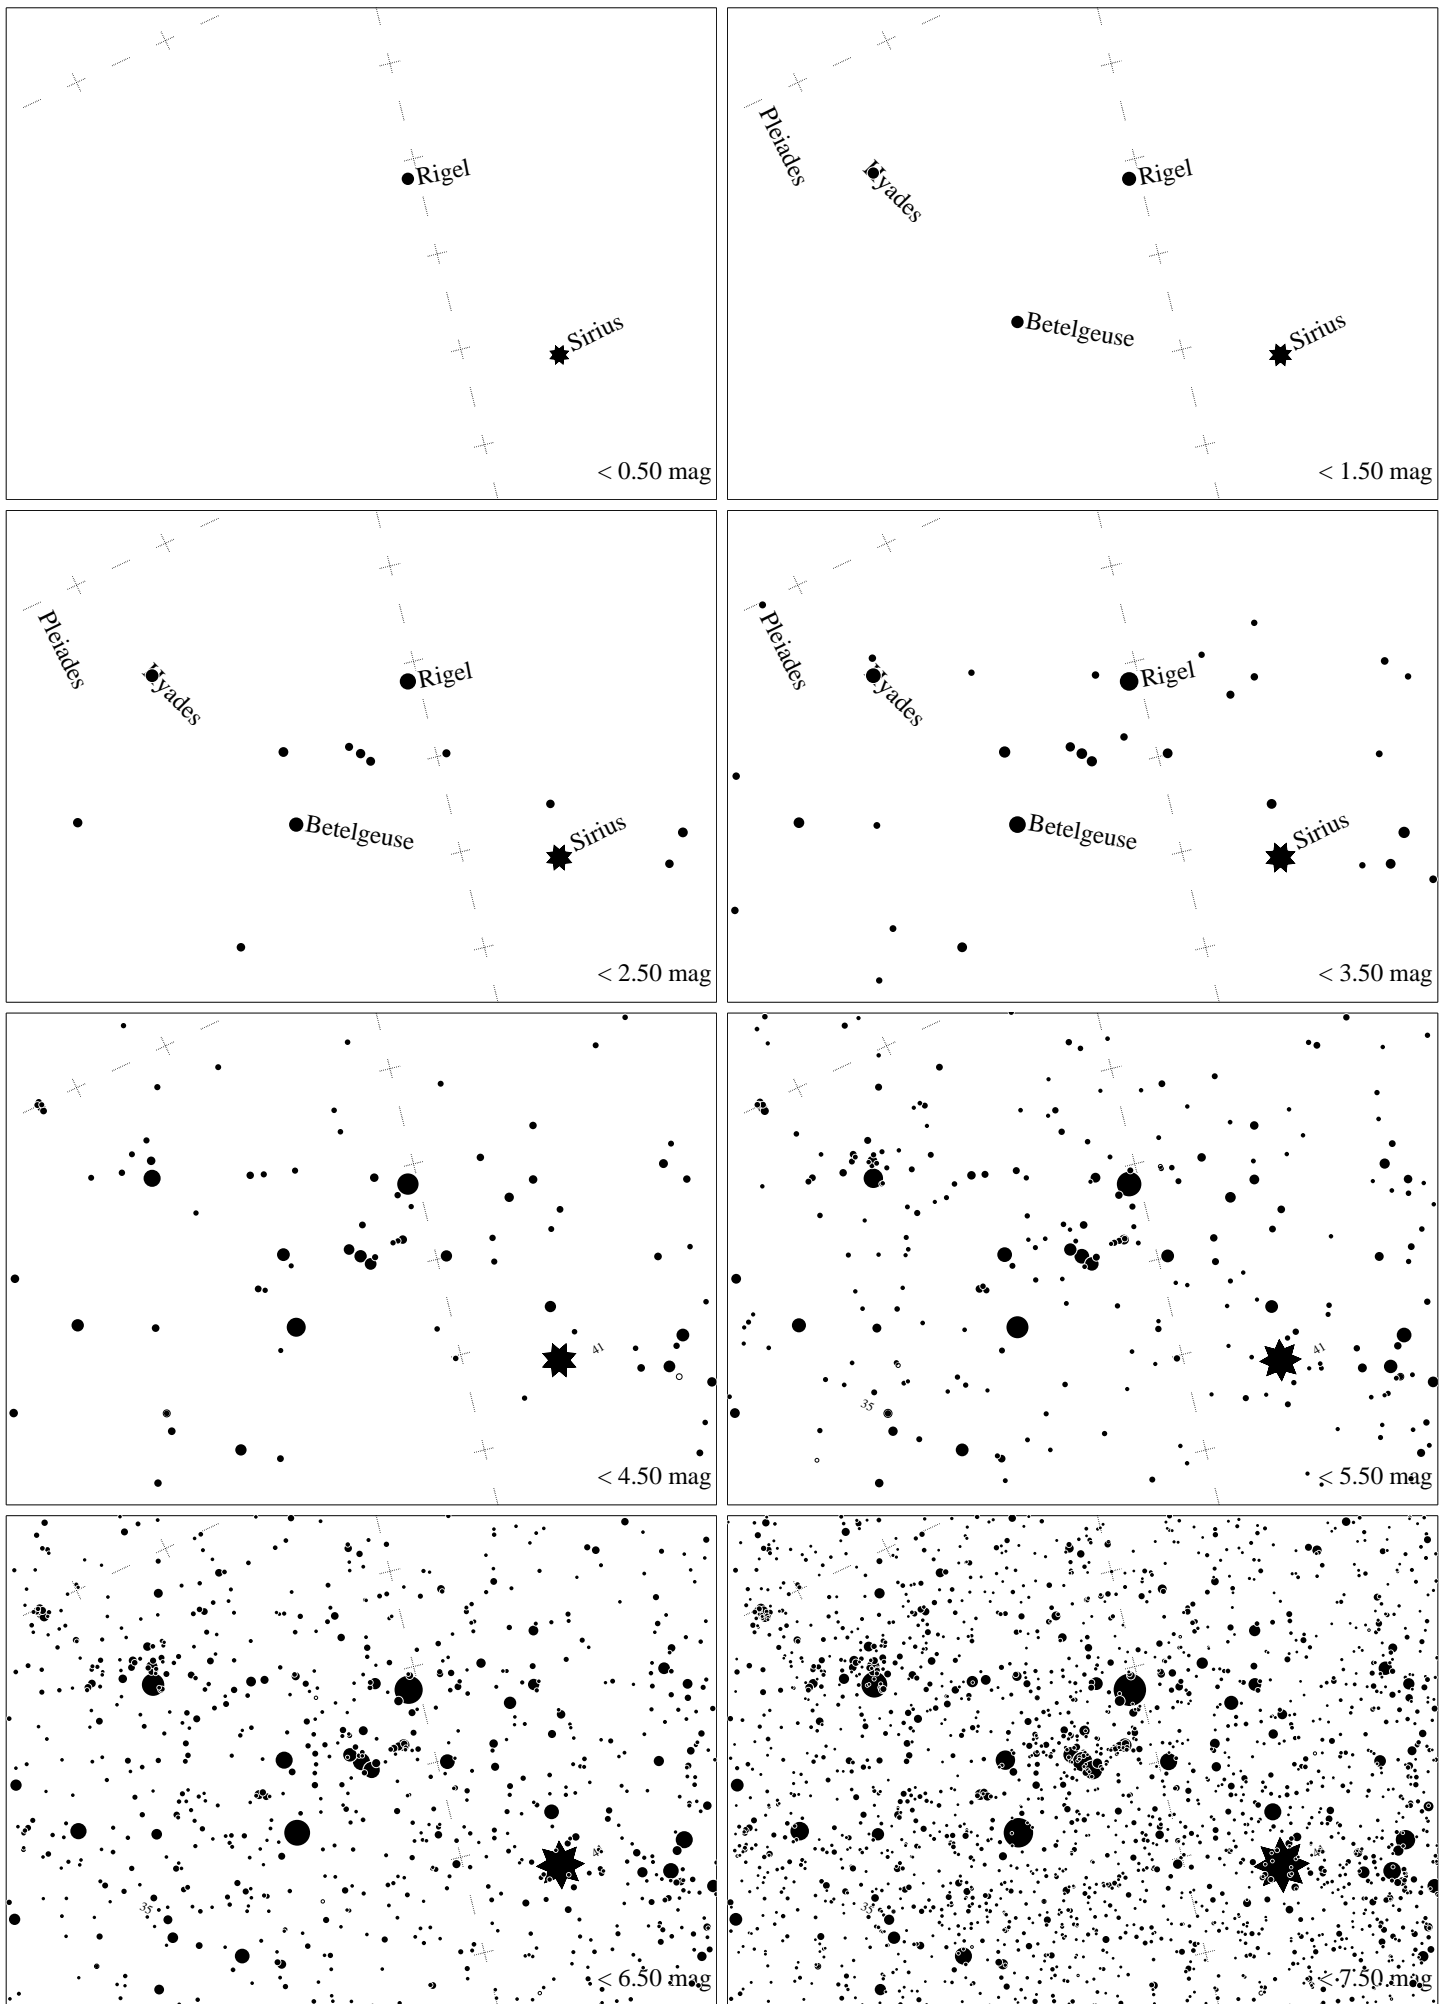 Rigel
Sirius
< 0.50 mag
Pleiades
Hyades
Rigel
Betelgeuse
Sirius
< 1.50 mag
Pleiades
Hyades
Rigel
Betelgeuse
Sirius
< 2.50 mag
Pleiades
Hyades
Rigel
Betelgeuse
Sirius
< 3.50 mag
41
< 4.50 mag
41
35
< 5.50 mag
35
< 6.50 mag
35
< 7.50 mag